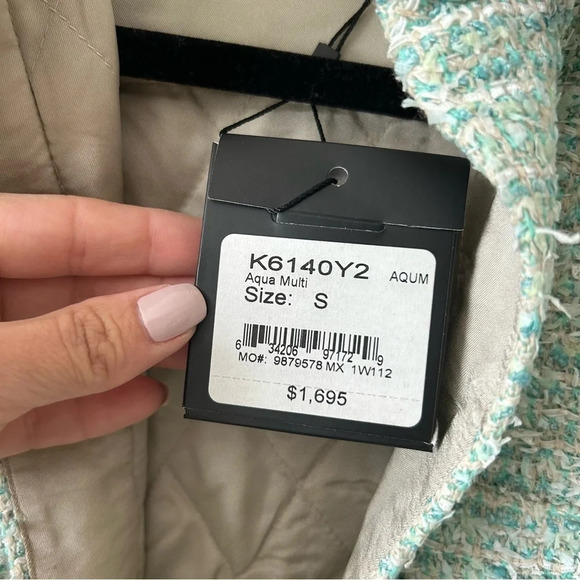 K6140Y2 AQUM
Aqua Multi
Size: S
6 34206 97172 9
MO#: 9879578 MX 1W112
$1,695